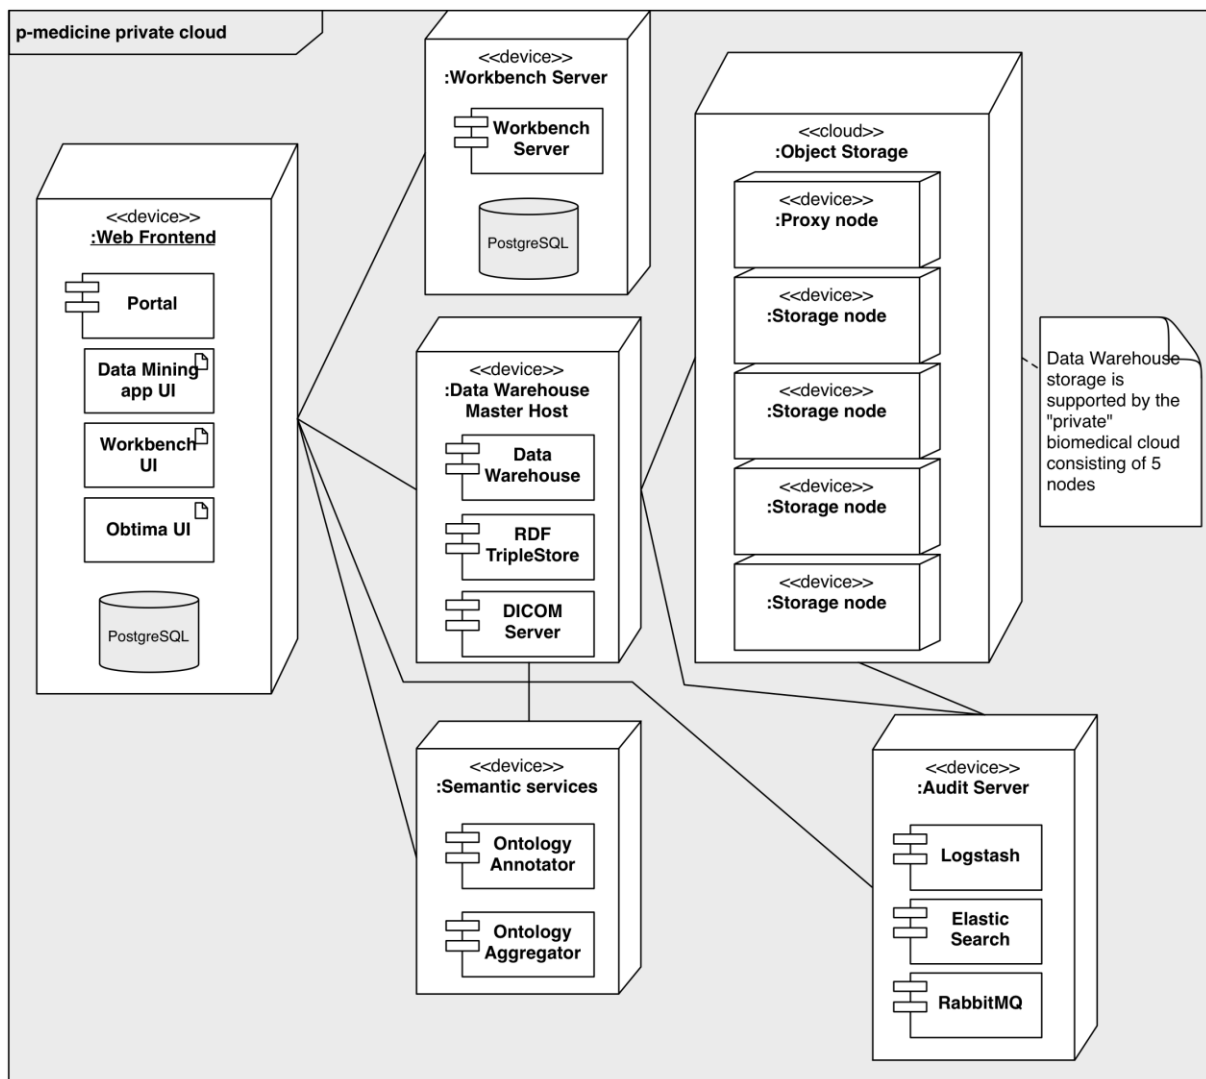 p-medicine private cloud
<<device>>
:Web Frontend
Portal
Data Mining
app UI
Workbench
UI
Obtima UI
PostgreSQL
<<device>>
:Workbench Server
Workbench
Server
PostgreSQL
<<device>>
:Data Warehouse
Master Host
Data
Warehouse
RDF
TripleStore
DICOM
Server
<<device>>
:Semantic services
Ontology
Annotator
Ontology
Aggregator
<<cloud>>
:Object Storage
<<device>>
:Proxy node
<<device>>
:Storage node
<<device>>
:Storage node
<<device>>
:Storage node
<<device>>
:Storage node
Data Warehouse
storage is
supported by the
"private"
biomedical cloud
consisting of 5
nodes
<<device>>
:Audit Server
Logstash
Elastic
Search
RabbitMQ